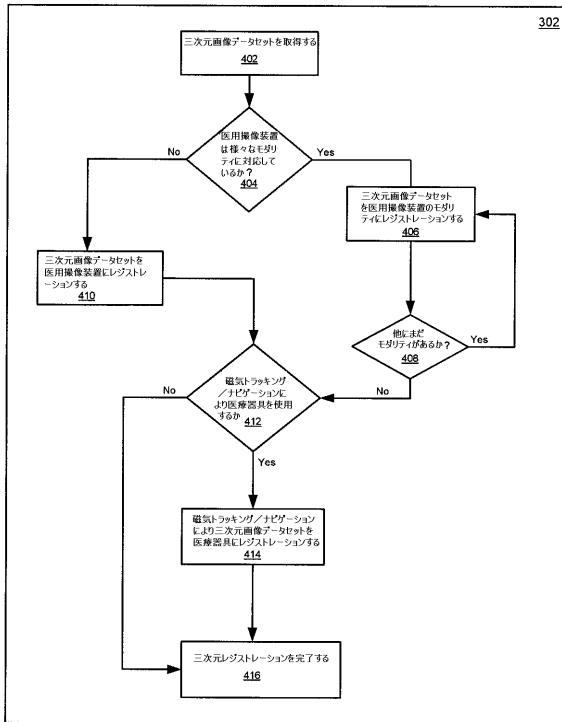 302
三次元画像データセットを取得する
402
医用撮像装置
は様々なモダリ
ティに対応して
いるか?
404
No
Yes
三次元画像データセット
を医用撮像装置のモダリ
ティにレジストレーションする
406
三次元画像データセットを
医用撮像装置にレジストレ
ーションする
410
他にまだ
モダリティがあるか?
408
Yes
No
磁気トラッキング
/ナビゲーション
により医療器具を使用
するか
412
No
Yes
磁気トラッキング/ナビゲーション
により三次元画像データセットを
医療器具にレジストレーションする
414
三次元レジストレーションを完了する
416